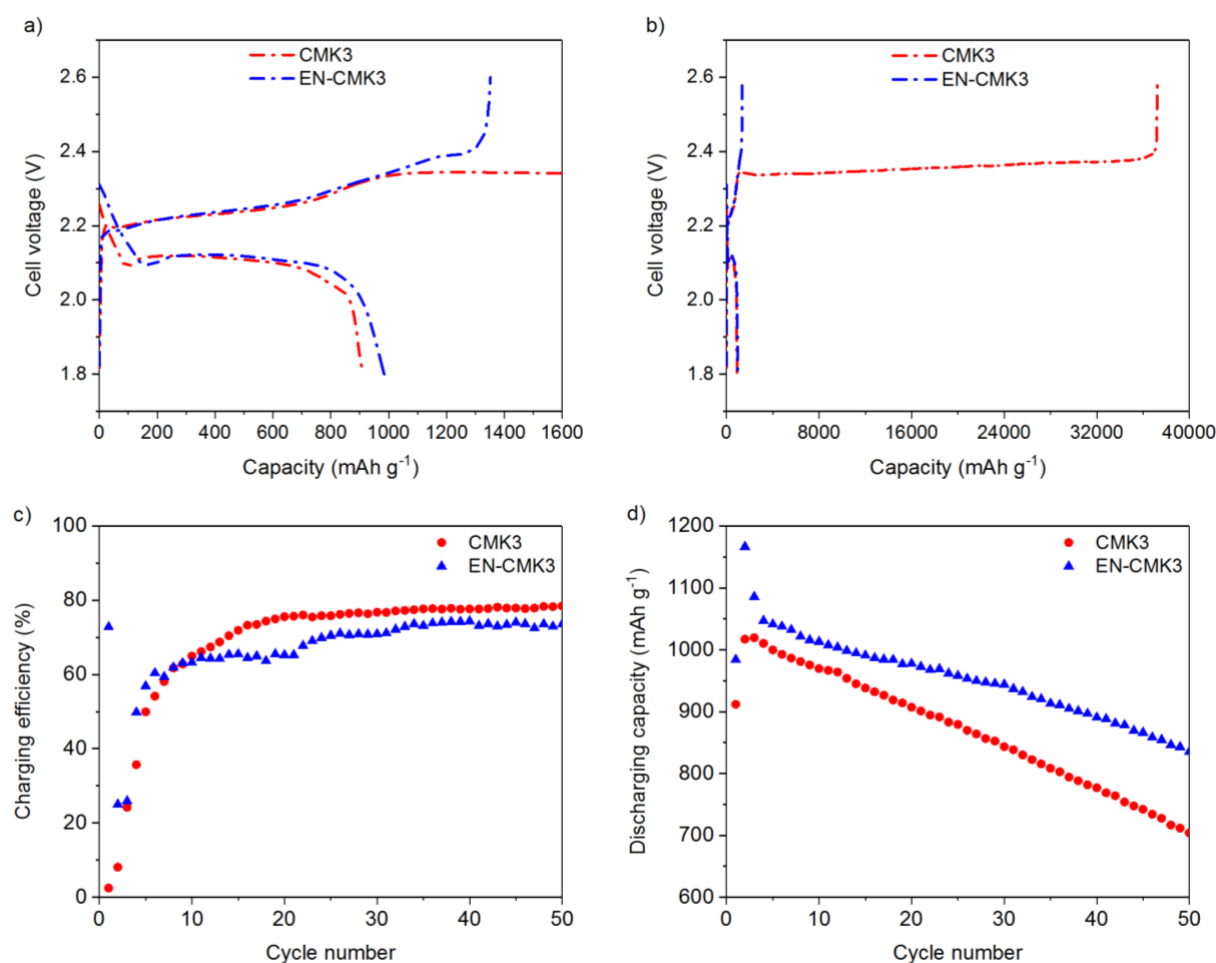 a)
CMK3
EN-CMK3
2.6
2.4
2.2
2.0
1.8
Cell voltage (V)
0 200 400 600 800 1000 1200 1400 1600
Capacity (mAh g⁻¹)
b)
CMK3
EN-CMK3
2.6
2.4
2.2
2.0
1.8
Cell voltage (V)
0 8000 16000 24000 32000 40000
Capacity (mAh g⁻¹)
c)
CMK3
EN-CMK3
100
80
60
40
20
0
Charging efficiency (%)
0 10 20 30 40 50
Cycle number
d)
CMK3
EN-CMK3
1200
1100
1000
900
800
700
600
Discharging capacity (mAh g⁻¹)
0 10 20 30 40 50
Cycle number